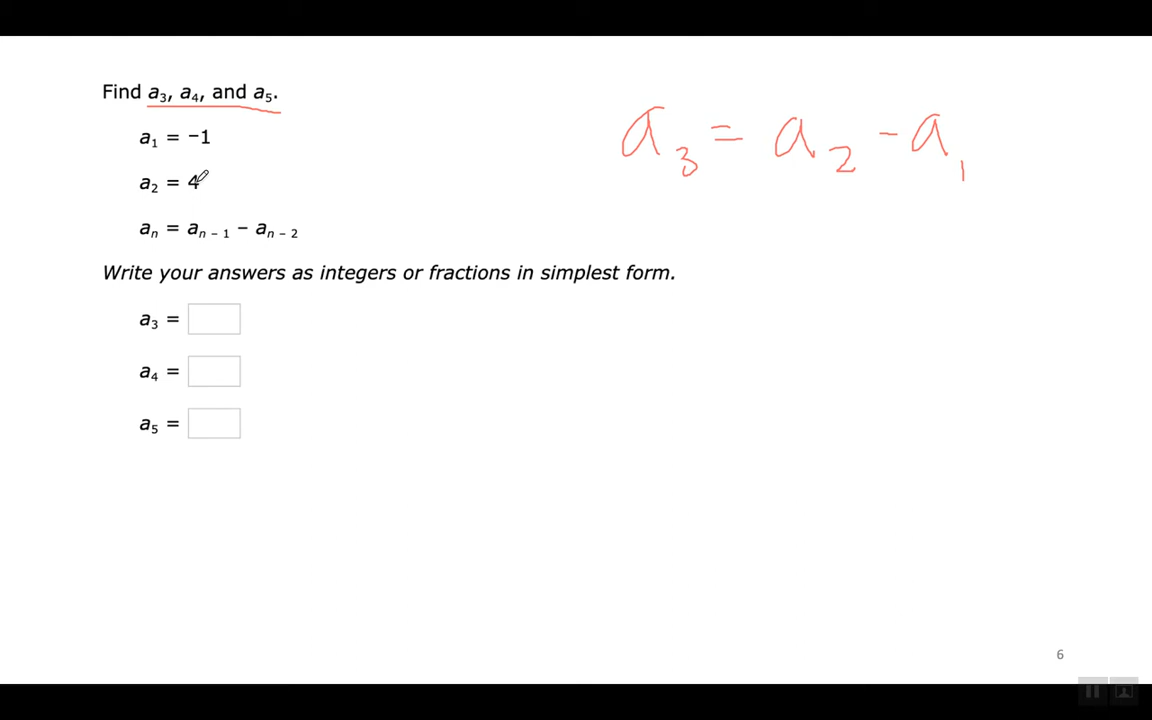 Find a₃, a₄, and a₅.
a₃ = a₂ - a₁
a₁ = −1
a₂ = 4
aₙ = aₙ ₋ ₁ − aₙ ₋ ₂
Write your answers as integers or fractions in simplest form.
a₃ =
a₄ =
a₅ =
6